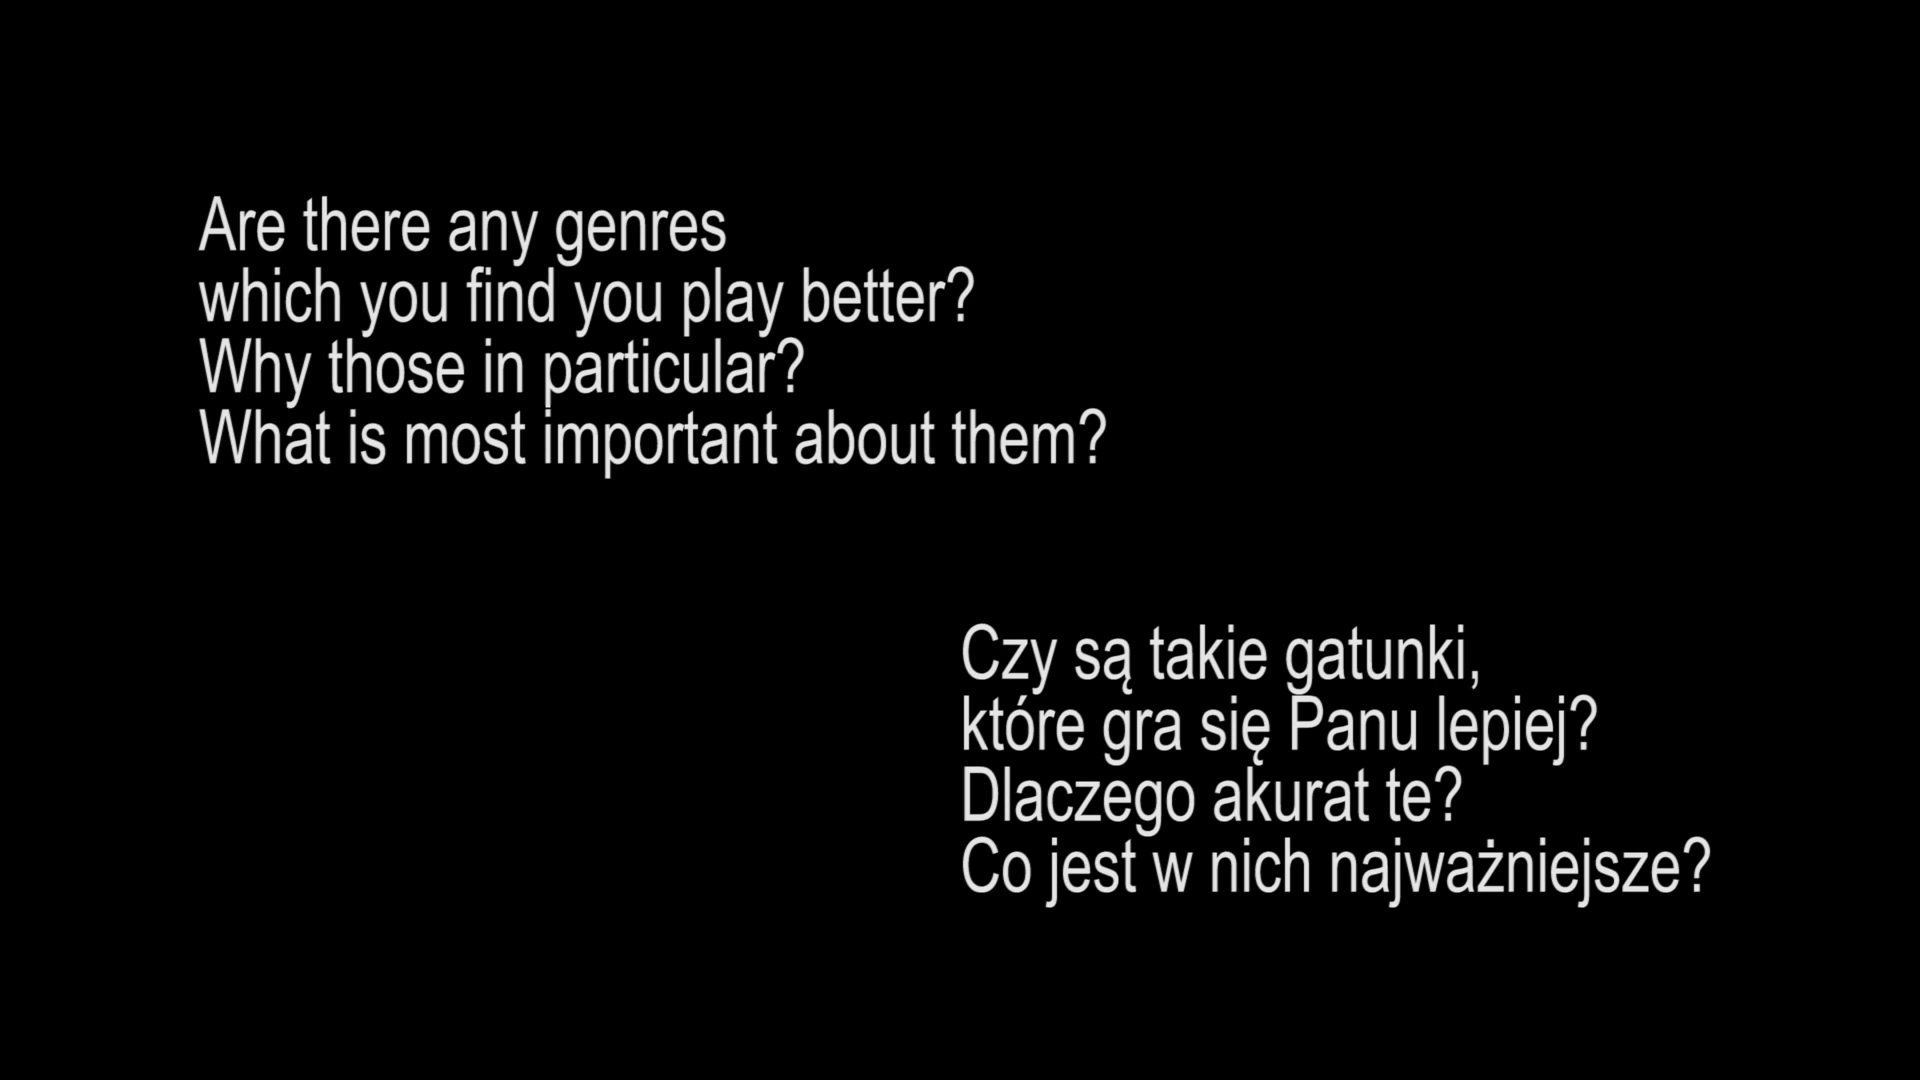 Are there any genres
which you find you play better?
Why those in particular?
What is most important about them?
Czy są takie gatunki,
które gra się Panu lepiej?
Dlaczego akurat te?
Co jest w nich najważniejsze?